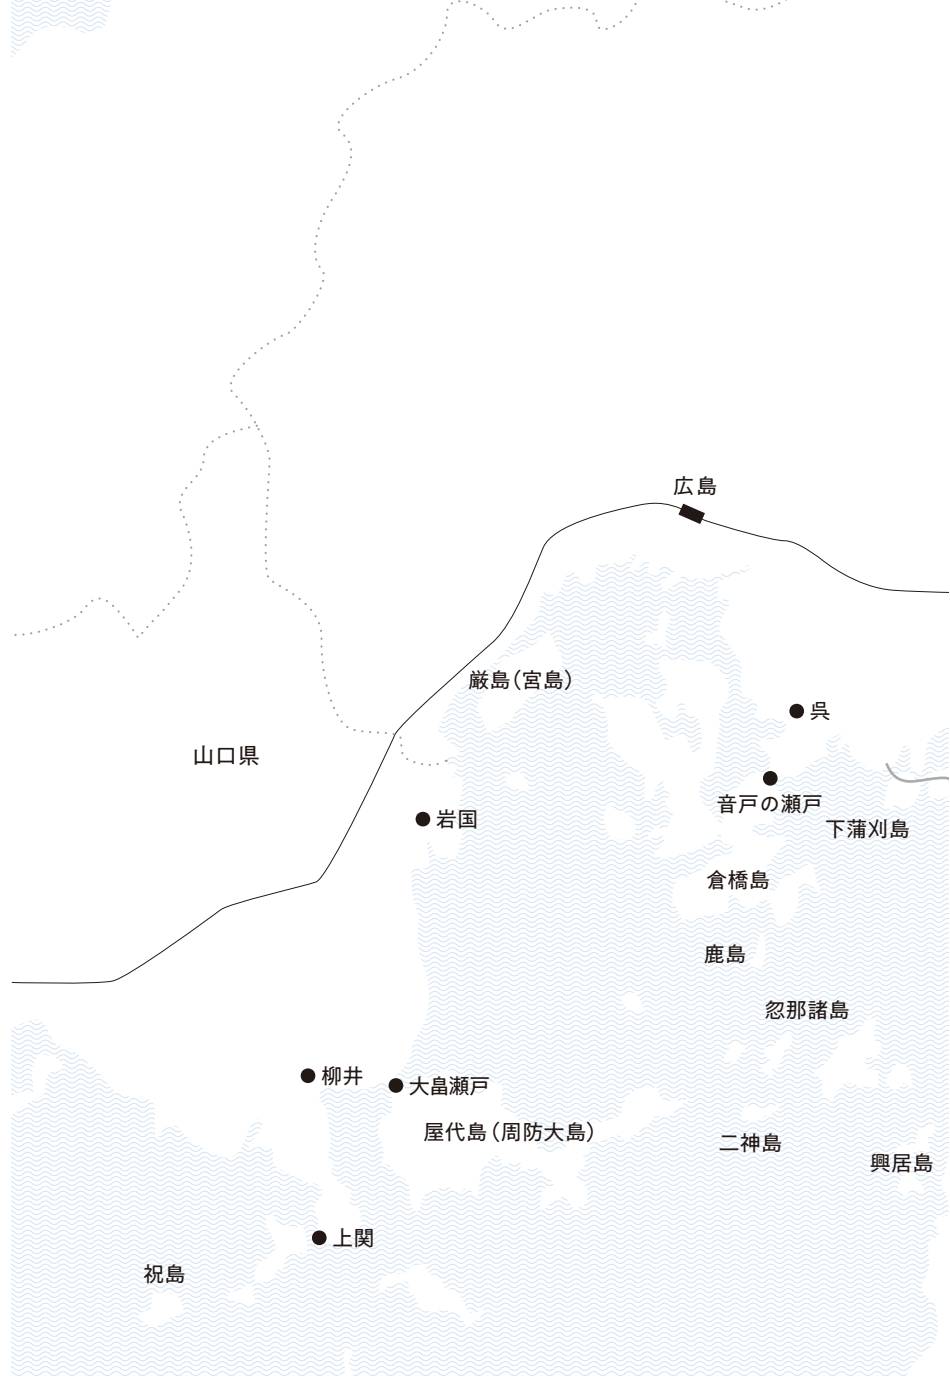 広島
厳島（宮島）
呉
山口県
音戸の瀬戸
岩国
下蒲刈島
倉橋島
鹿島
忽那諸島
柳井
大畠瀬戸
屋代島（周防大島）
二神島
興居島
上関
祝島